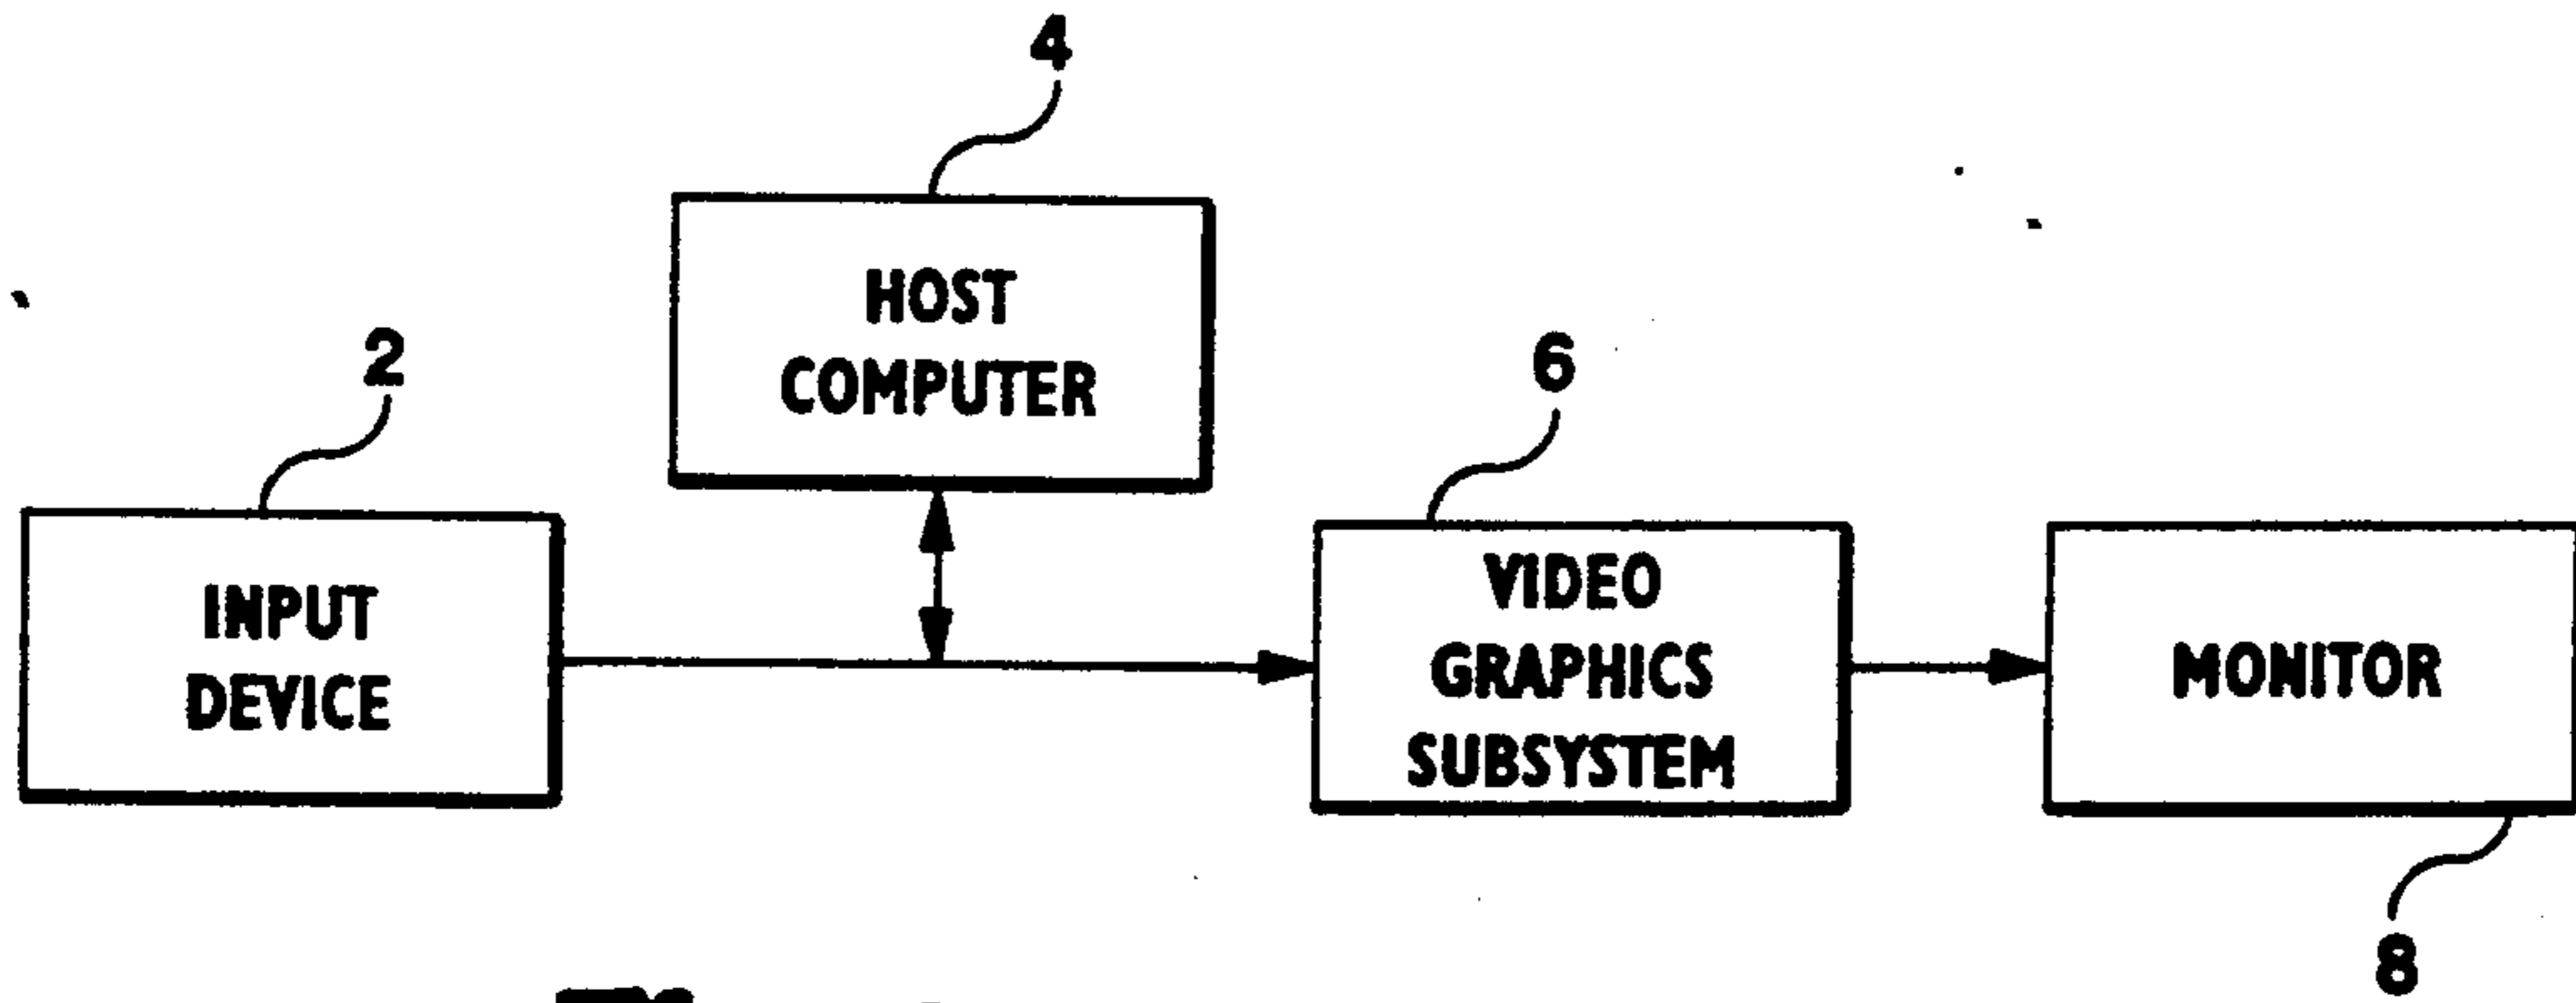 4
HOST
COMPUTER
2
6
INPUT
DEVICE
VIDEO
GRAPHICS
SUBSYSTEM
MONITOR
8